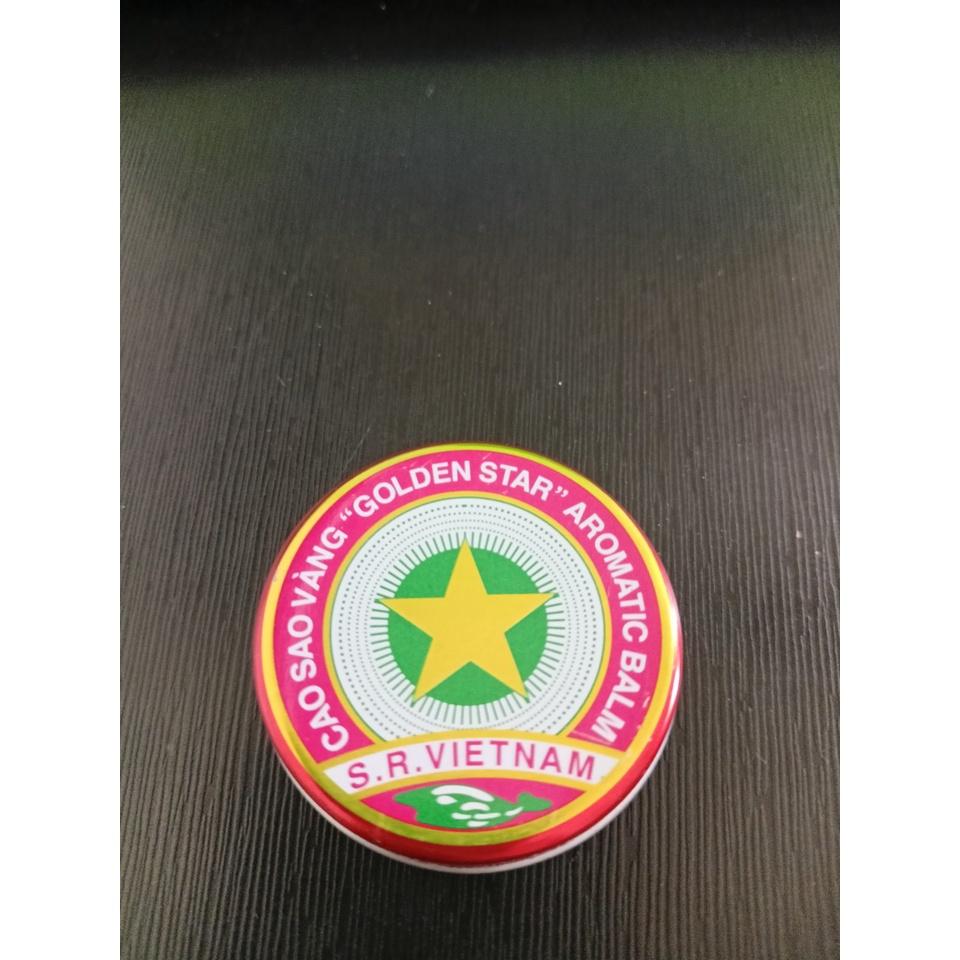 CAO SAO VÀNG “GOLDEN STAR” AROMATIC BALM
S.R.VIETNAM